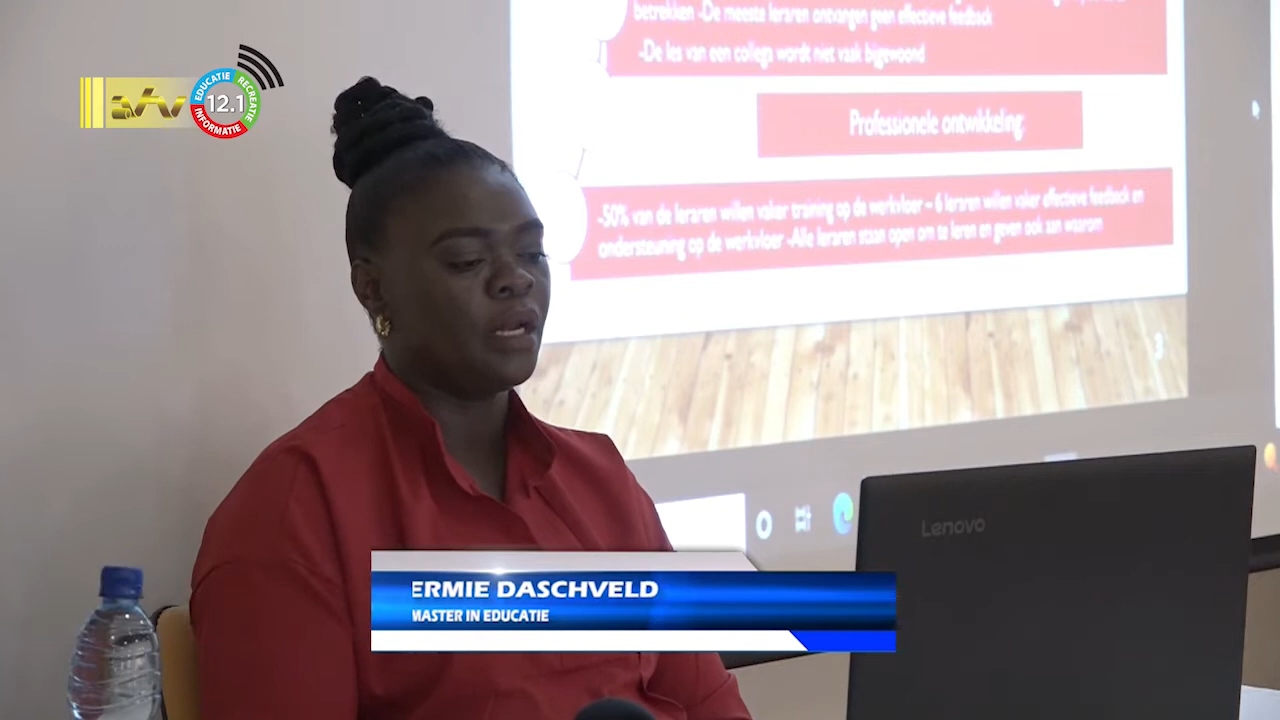 betrekken -De meeste leraren ontvangen geen effectieve feedback
-De les van een collega wordt niet vaak bijgewoond
Professionele ontwikkeling
-50% van de leraren willen vaker training op de werkvloer – 6 leraren willen vaker effectieve feedback en
ondersteuning op de werkvloer -Alle leraren staan open om te leren en geven ook aan waarom
3
atv
EDUCATIE
RECREATIE
INFORMATIE
12.1
Lenovo
ERMIE DASCHVELD
MASTER IN EDUCATIE